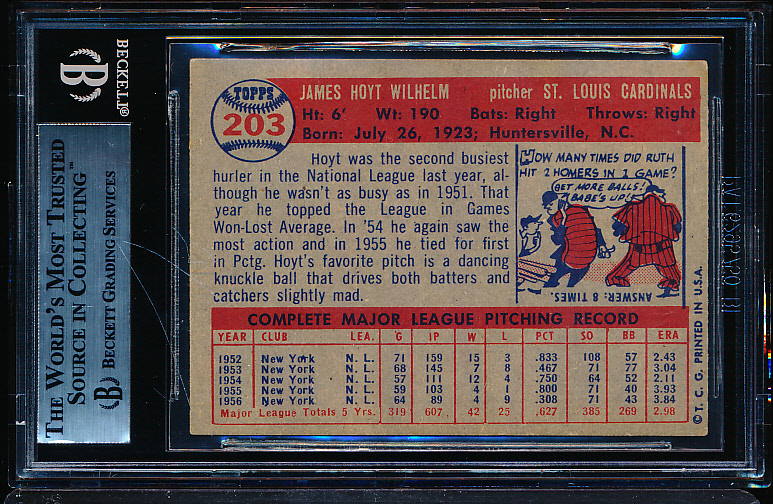 BECKETT®
B
THE WORLD'S MOST TRUSTED
SOURCE IN COLLECTING™
BECKETT GRADING SERVICES
B
TOPPS
203
JAMES HOYT WILHELM pitcher ST. LOUIS CARDINALS
Ht: 6' Wt: 190 Bats: Right Throws: Right
Born: July 26, 1923; Huntersville, N.C.
Hoyt was the second busiest
hurler in the National League last year, al-
though he wasn't as busy as in 1951. That
year he topped the League in Games
Won-Lost Average. In '54 he again saw the
most action and in 1955 he tied for first
in Pctg. Hoyt's favorite pitch is a dancing
knuckle ball that drives both batters and
catchers slightly mad.
HOW MANY TIMES DID RUTH
HIT 2 HOMERS IN 1 GAME?
GET MORE BALLS!
BABE'S UP!
ANSWER: 8 TIMES.
COMPLETE MAJOR LEAGUE PITCHING RECORD
YEAR CLUB LEA. G IP W L PCT SO BB ERA
1952 New York N. L. 71 159 15 3 .833 108 57 2.43
1953 New York N. L. 68 145 7 8 .467 71 77 3.04
1954 New York N. L. 57 111 12 4 .750 64 52 2.11
1955 New York N. L. 59 103 4 1 .800 71 40 3.93
1956 New York N. L. 64 89 4 9 .308 71 43 3.84
Major League Totals 5 Yrs. 319 607 42 25 .627 385 269 2.98
© T. C. G. PRINTED IN U.S.A.